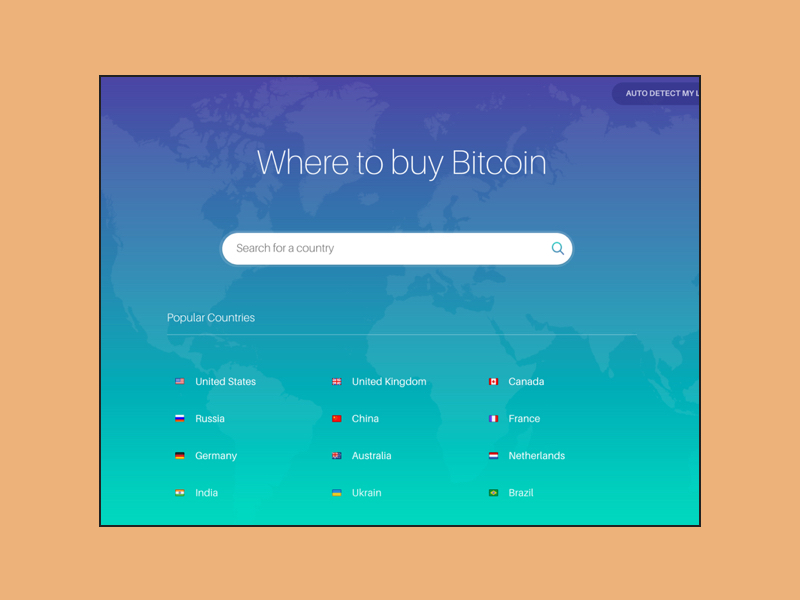 AUTO DETECT MY L
Where to buy Bitcoin
Search for a country
Popular Countries
United States
United Kingdom
Canada
Russia
China
France
Germany
Australia
Netherlands
India
Ukrain
Brazil